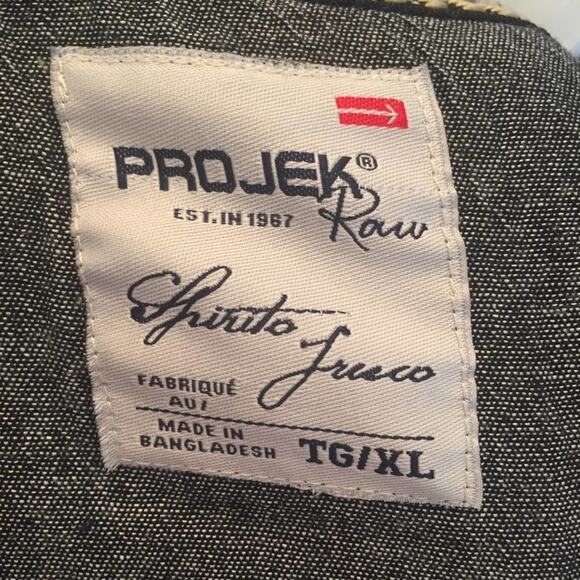 PROJEK®
Raw
EST. IN 1967
Spirito
Fresco
FABRIQUÉ
AU /
MADE IN
BANGLADESH
TG/XL